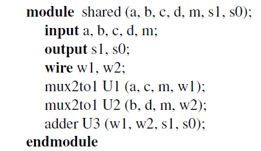 module shared (a, b, c, d, m, s1, s0);
input a, b, c, d, m;
output s1, s0;
wire w1, w2;
mux2to1 U1 (a, c, m, w1);
mux2to1 U2 (b, d, m, w2);
adder U3 (w1, w2, s1, s0);
endmodule